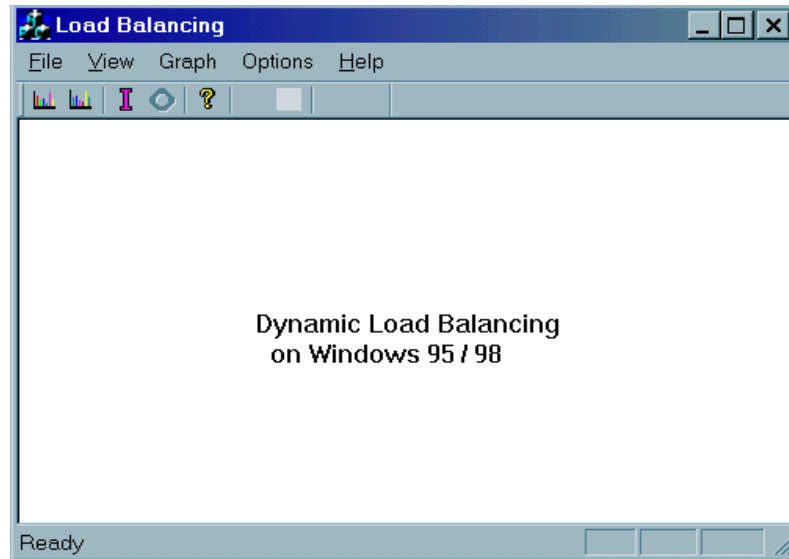 Load Balancing
File View Graph Options Help
Dynamic Load Balancing
on Windows 95 / 98
Ready